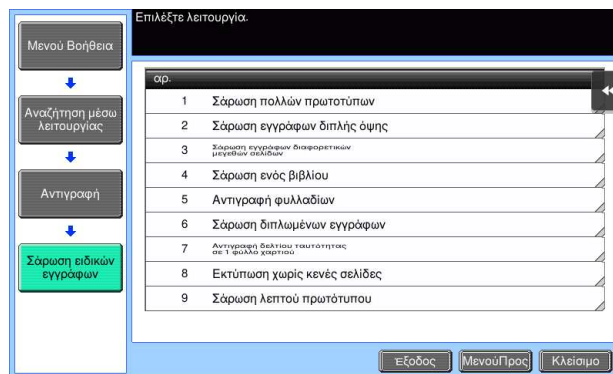 Επιλέξτε λειτουργία.
Μενού Βοήθεια
Αναζήτηση μέσω
λειτουργίας
Αντιγραφή
Σάρωση ειδικών
εγγράφων
αρ.
1 Σάρωση πολλών πρωτοτύπων
2 Σάρωση εγγράφων διπλής όψης
3 Σάρωση εγγράφων διαφορετικών
μεγεθών σελίδων
4 Σάρωση ενός βιβλίου
5 Αντιγραφή φυλλαδίων
6 Σάρωση διπλωμένων εγγράφων
7 Αντιγραφή δελτίου ταυτότητας
σε 1 φύλλο χαρτιού
8 Εκτύπωση χωρίς κενές σελίδες
9 Σάρωση λεπτού πρωτότυπου
Έξοδος
ΜενούΠρος
Κλείσιμο